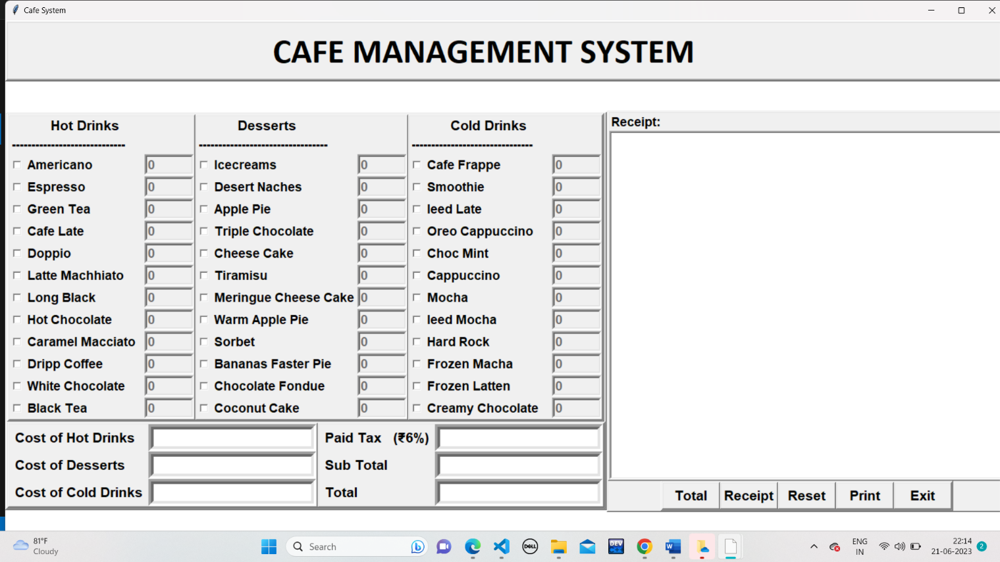 Cafe System
CAFE MANAGEMENT SYSTEM
Hot Drinks
-----------------------------
Americano 0
Espresso 0
Green Tea 0
Cafe Late 0
Doppio 0
Latte Machhiato 0
Long Black 0
Hot Chocolate 0
Caramel Macciato 0
Dripp Coffee 0
White Chocolate 0
Black Tea 0
Desserts
---------------------------------
Icecreams 0
Desert Naches 0
Apple Pie 0
Triple Chocolate 0
Cheese Cake 0
Tiramisu 0
Meringue Cheese Cake 0
Warm Apple Pie 0
Sorbet 0
Bananas Faster Pie 0
Chocolate Fondue 0
Coconut Cake 0
Cold Drinks
-------------------------------
Cafe Frappe 0
Smoothie 0
Ieed Late 0
Oreo Cappuccino 0
Choc Mint 0
Cappuccino 0
Mocha 0
Ieed Mocha 0
Hard Rock 0
Frozen Macha 0
Frozen Latten 0
Creamy Chocolate 0
Receipt:
Cost of Hot Drinks
Cost of Desserts
Cost of Cold Drinks
Paid Tax (₹6%)
Sub Total
Total
Total Receipt Reset Print Exit
81°F
Cloudy
Search
DELL
DEV
W
ENG
IN
22:14
21-06-2023
2